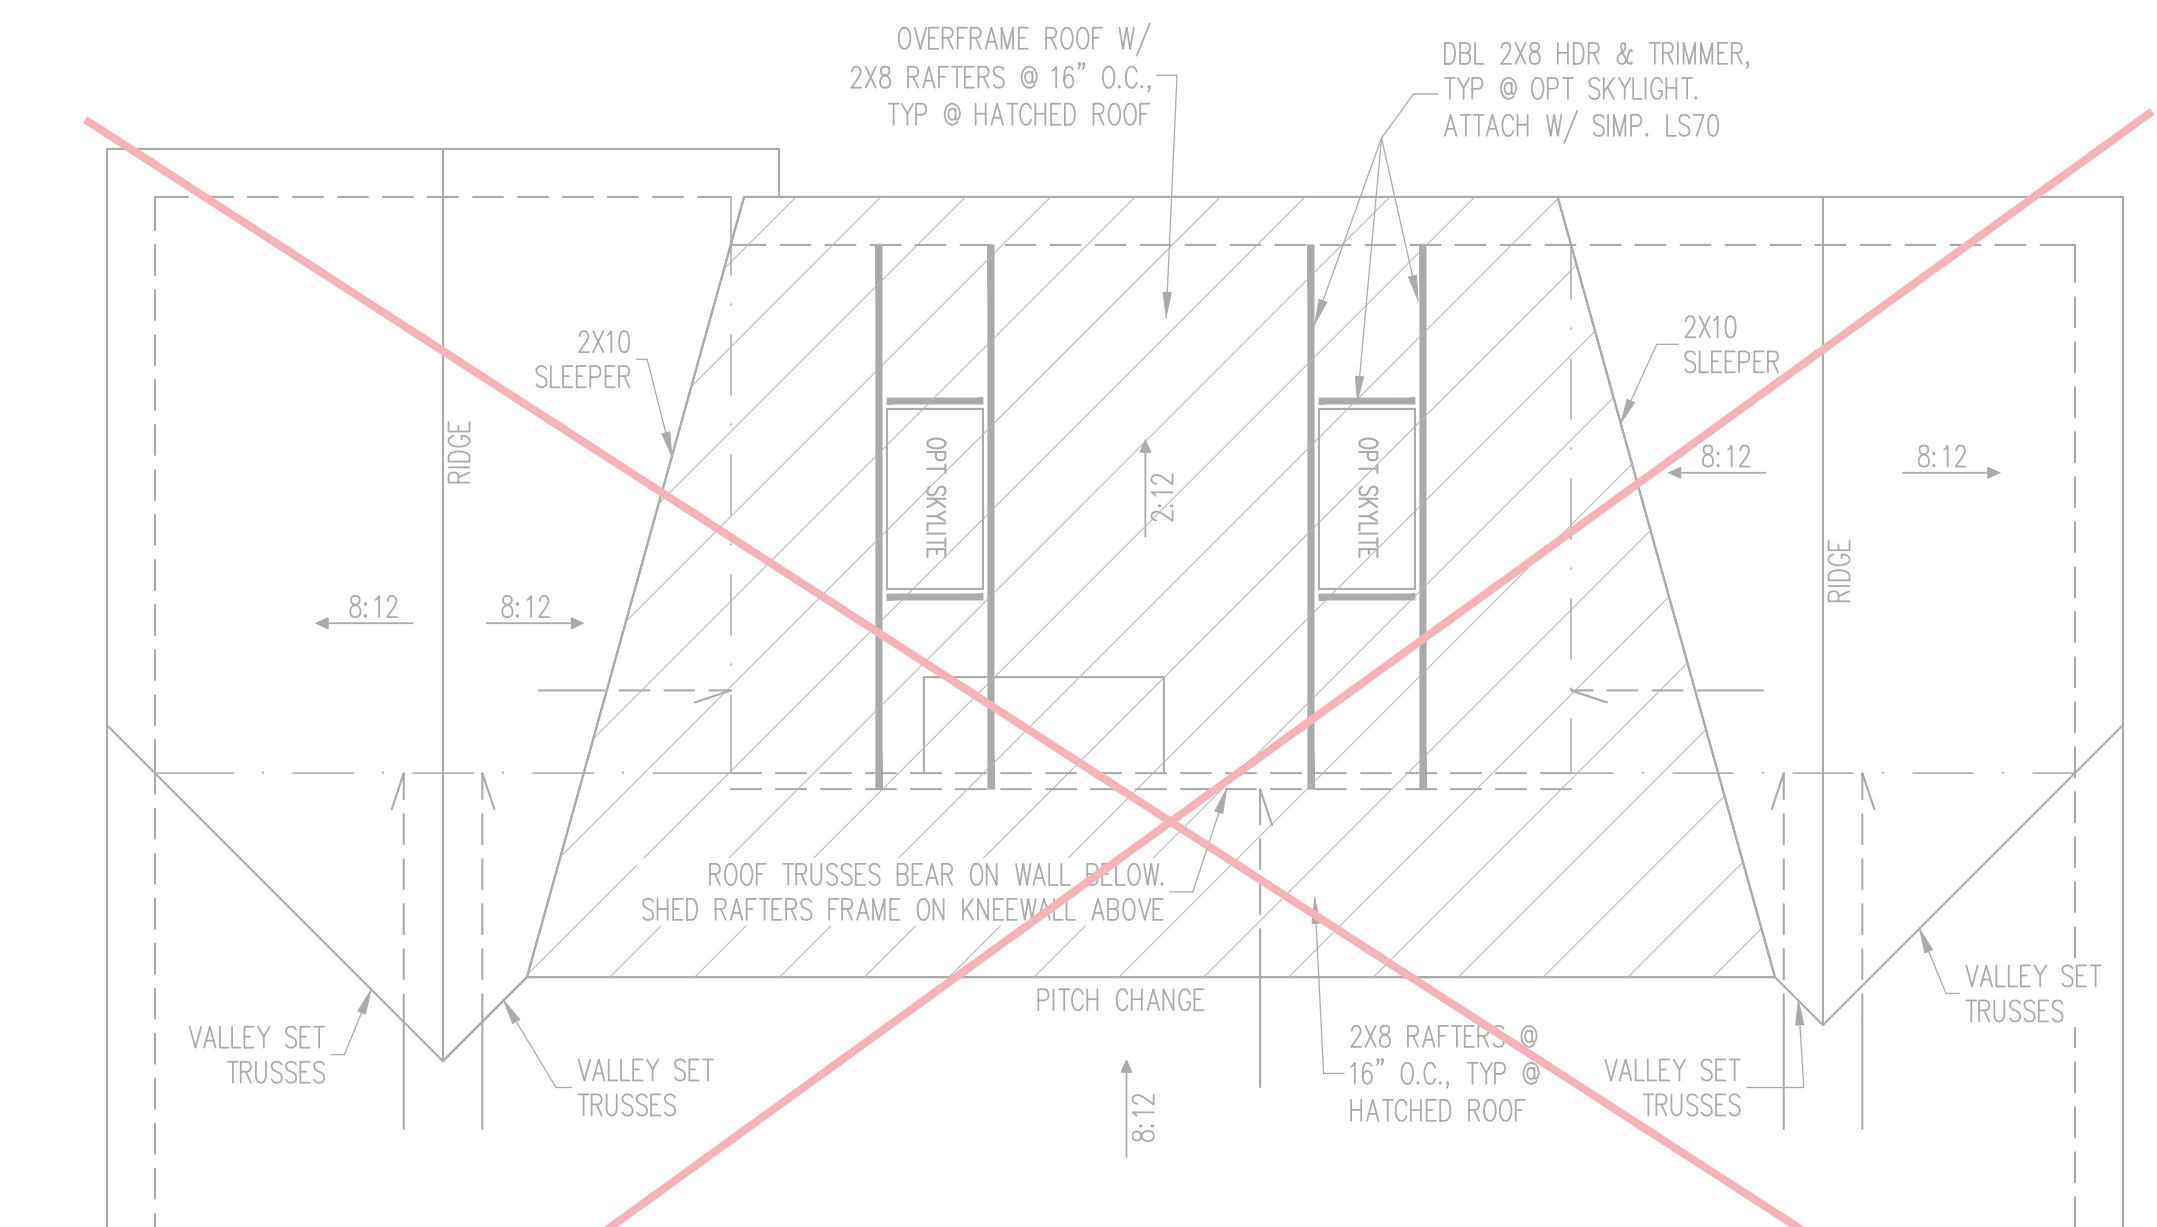 OVERFRAME ROOF W/
2X8 RAFTERS @ 16” O.C.,
TYP @ HATCHED ROOF
DBL 2X8 HDR & TRIMMER,
TYP @ OPT SKYLIGHT.
ATTACH W/ SIMP. LS70
2X10
SLEEPER
2X10
SLEEPER
RIDGE
OPT SKYLITE
2:12
OPT SKYLITE
8:12
8:12
RIDGE
8:12
8:12
ROOF TRUSSES BEAR ON WALL BELOW.
SHED RAFTERS FRAME ON KNEEWALL ABOVE
PITCH CHANGE
VALLEY SET
TRUSSES
VALLEY SET
TRUSSES
8:12
2X8 RAFTERS @
16” O.C., TYP @
HATCHED ROOF
VALLEY SET
TRUSSES
VALLEY SET
TRUSSES